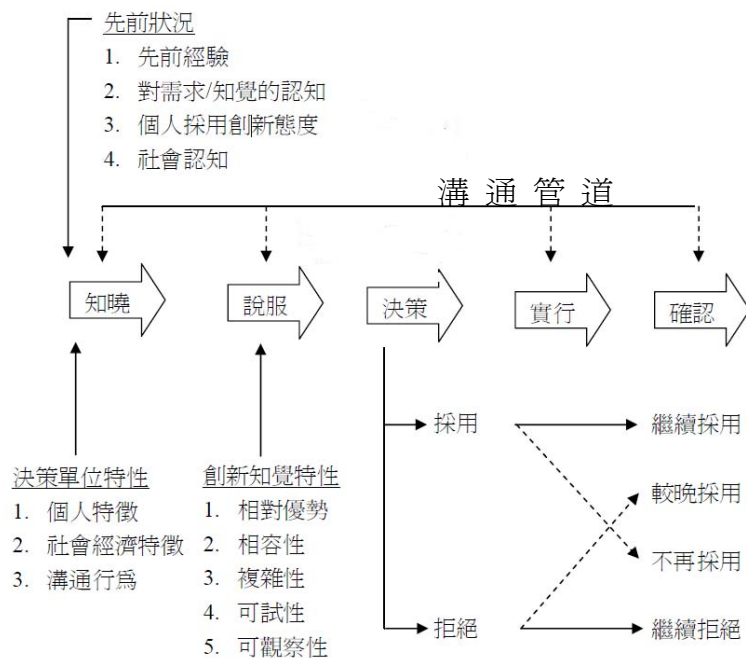 先前狀況
1. 先前經驗
2. 對需求/知覺的認知
3. 個人採用創新態度
4. 社會認知
溝通管道
知曉
說服
決策
實行
確認
採用
繼續採用
決策單位特性
1. 個人特徵
2. 社會經濟特徵
3. 溝通行為
創新知覺特性
1. 相對優勢
2. 相容性
3. 複雜性
4. 可試性
5. 可觀察性
較晚採用
不再採用
拒絕
繼續拒絕